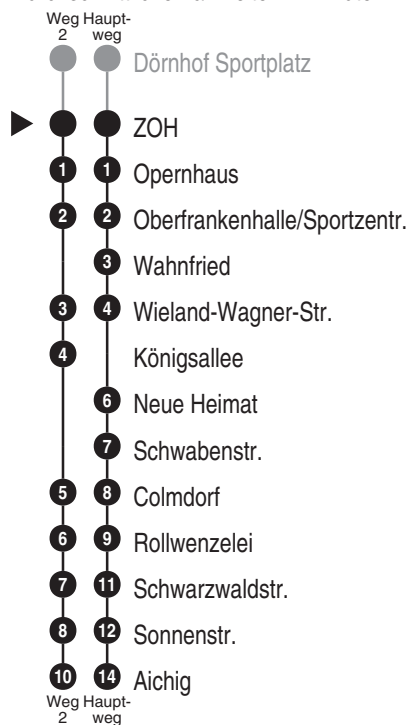 Weg Haupt-
2 weg
Dörnhof Sportplatz
ZOH
1 1 Opernhaus
2 2 Oberfrankenhalle/Sportzentr.
3 Wahnfried
3 4 Wieland-Wagner-Str.
4 Königsallee
6 Neue Heimat
7 Schwabenstr.
5 8 Colmdorf
6 9 Rollwenzelei
7 11 Schwarzwaldstr.
8 12 Sonnenstr.
10 14 Aichig
Weg Haupt-
2 weg